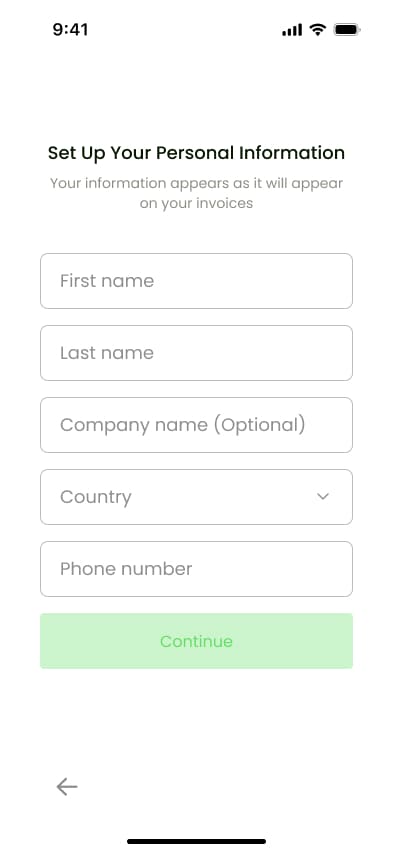 9:41
Set Up Your Personal Information
Your information appears as it will appear
on your invoices
First name
Last name
Company name (Optional)
Country
Phone number
Continue